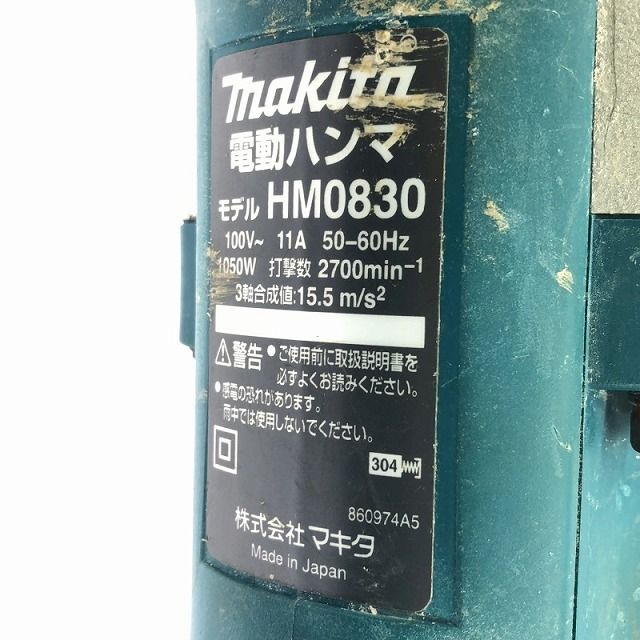 makita
電動ハンマ
モデル HM0830
100V~ 11A 50-60Hz
1050W 打撃数 2700min-1
3軸合成値:15.5 m/s2
警告 • ご使用前に取扱説明書を
必ずよくお読みください。
• 感電の恐れがあります。
雨中では使用しないでください。
304
860974A5
株式会社 マキタ
Made in Japan